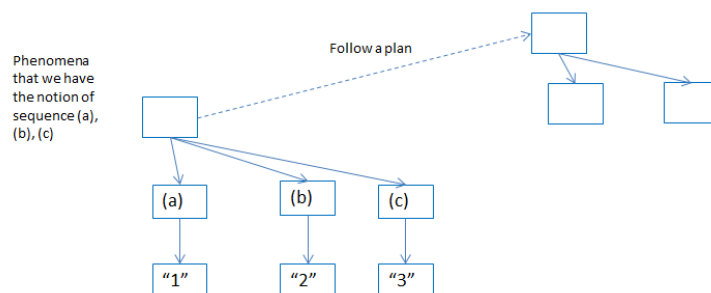 Follow a plan
Phenomena
that we have
the notion of
sequence (a),
(b), (c)
(a)
(b)
(c)
“1”
“2”
“3”